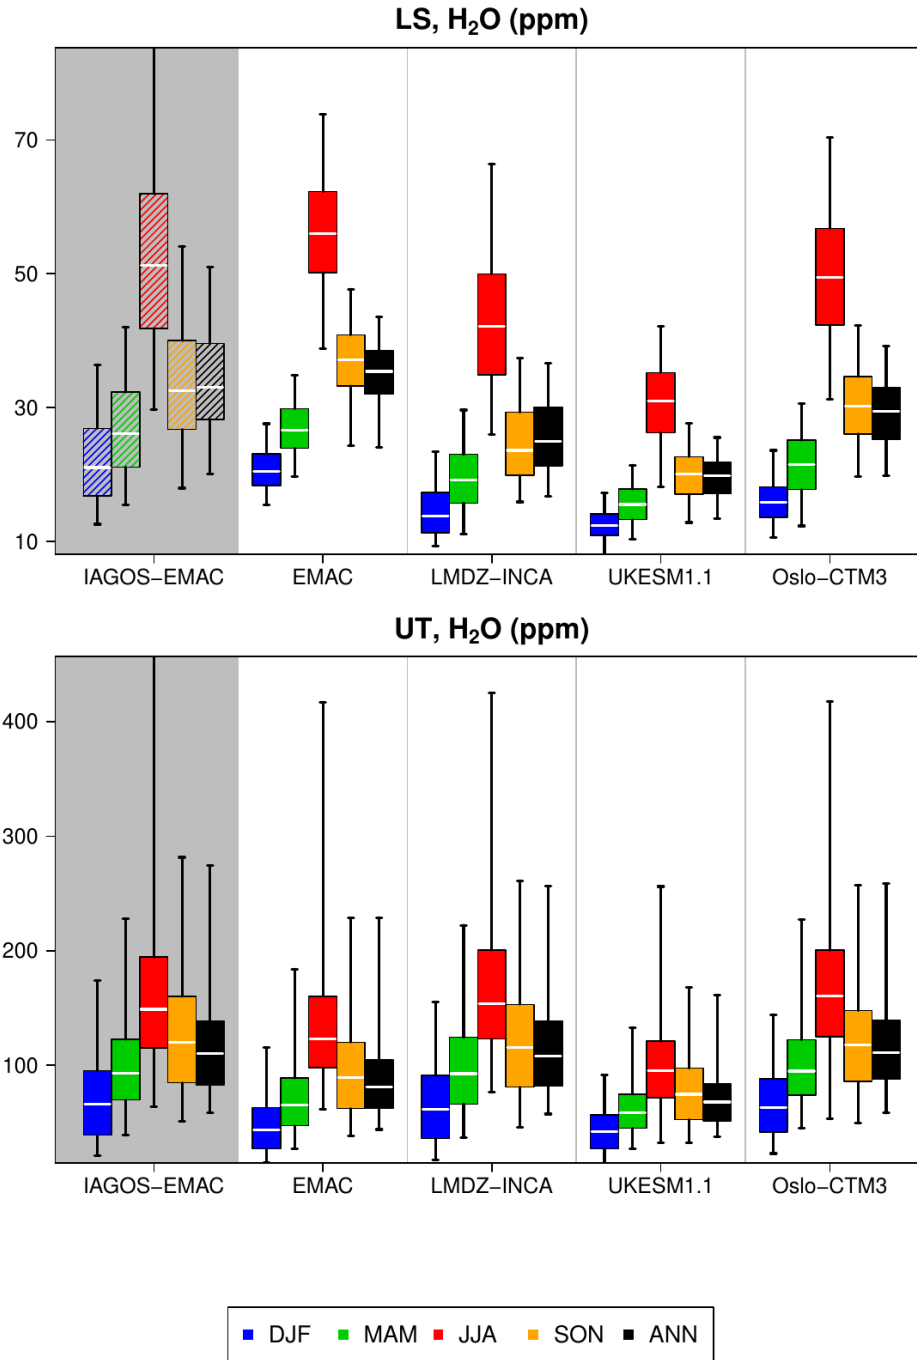 LS, H₂O (ppm)
70
50
30
10
IAGOS−EMAC EMAC LMDZ−INCA UKESM1.1 Oslo−CTM3
UT, H₂O (ppm)
400
300
200
100
IAGOS−EMAC EMAC LMDZ−INCA UKESM1.1 Oslo−CTM3
DJF MAM JJA SON ANN